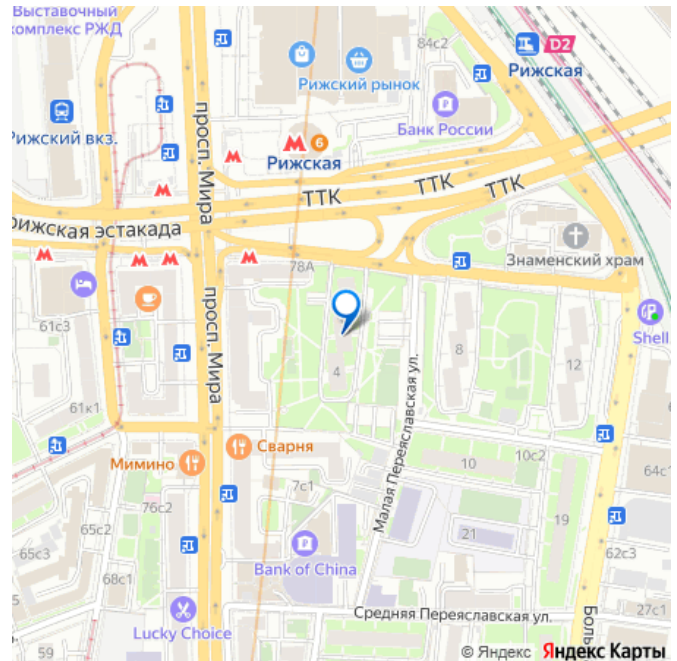 Выставочный
комплекс РЖД
84с2
D2
Рижская
Рижский рынок
Банк России
Рижский вкз.
просп. Мира
6
Рижская
ТТК
ТТК
ТТК
рижская эстакада
Знаменский храм
78А
61с3
просп. Мира
Shell
4
8
12
61к1
Малая Переяславская ул.
Сварня
Мимино
10
10с2
64с1
7с1
76с2
65с2
21
19
65с3
62с3
Bank of China
68с1
Средняя Переяславская ул.
27с1
Lucky Choice
59
Боль
© Яндекс Яндекс Карты